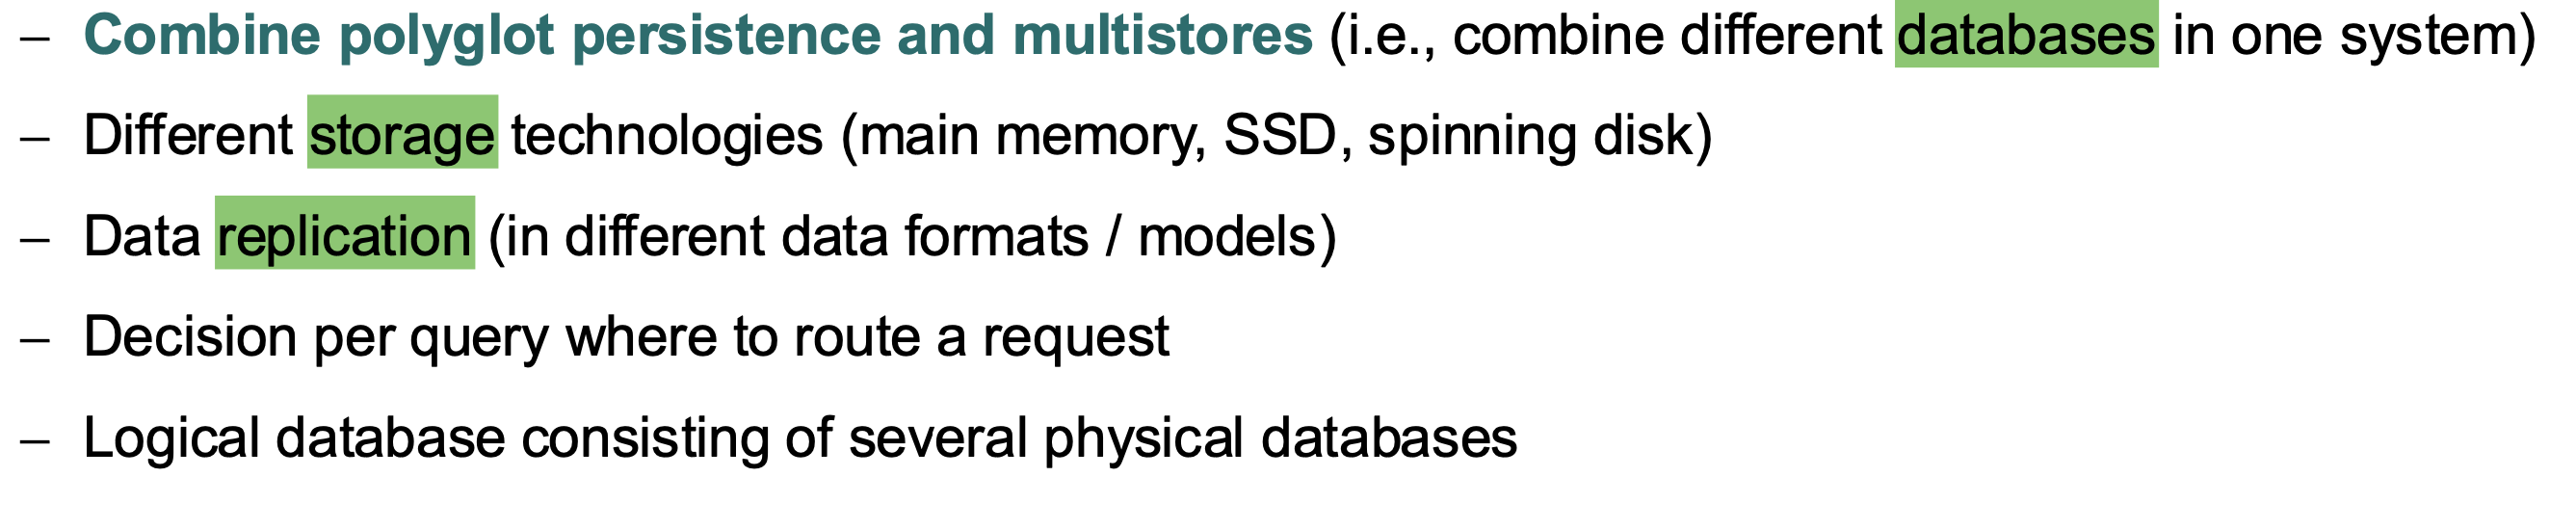 – Combine polyglot persistence and multistores (i.e., combine different databases in one system)
– Different storage technologies (main memory, SSD, spinning disk)
– Data replication (in different data formats / models)
– Decision per query where to route a request
– Logical database consisting of several physical databases